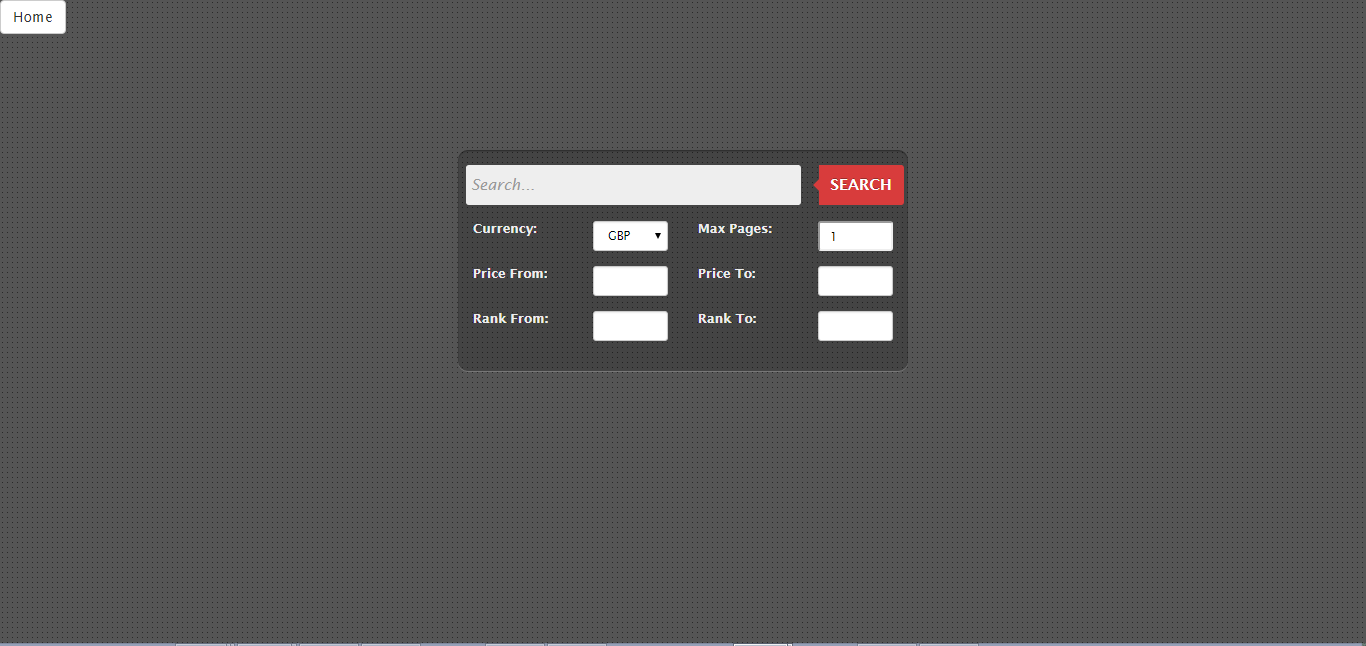 Home
Search... SEARCH
Currency: GBP Max Pages: 1
Price From: Price To:
Rank From: Rank To: